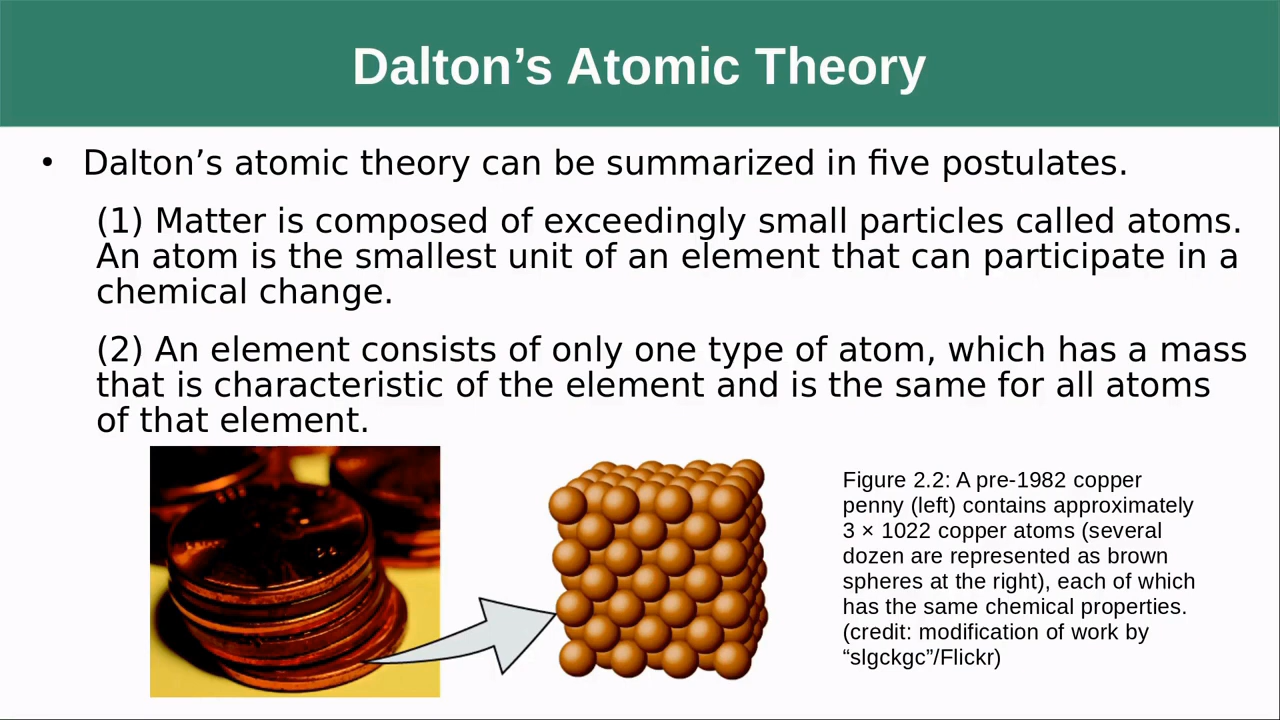 Dalton’s Atomic Theory
• Dalton’s atomic theory can be summarized in five postulates.
(1) Matter is composed of exceedingly small particles called atoms.
An atom is the smallest unit of an element that can participate in a
chemical change.
(2) An element consists of only one type of atom, which has a mass
that is characteristic of the element and is the same for all atoms
of that element.
Figure 2.2: A pre-1982 copper
penny (left) contains approximately
3 × 1022 copper atoms (several
dozen are represented as brown
spheres at the right), each of which
has the same chemical properties.
(credit: modification of work by
“slgckgc”/Flickr)